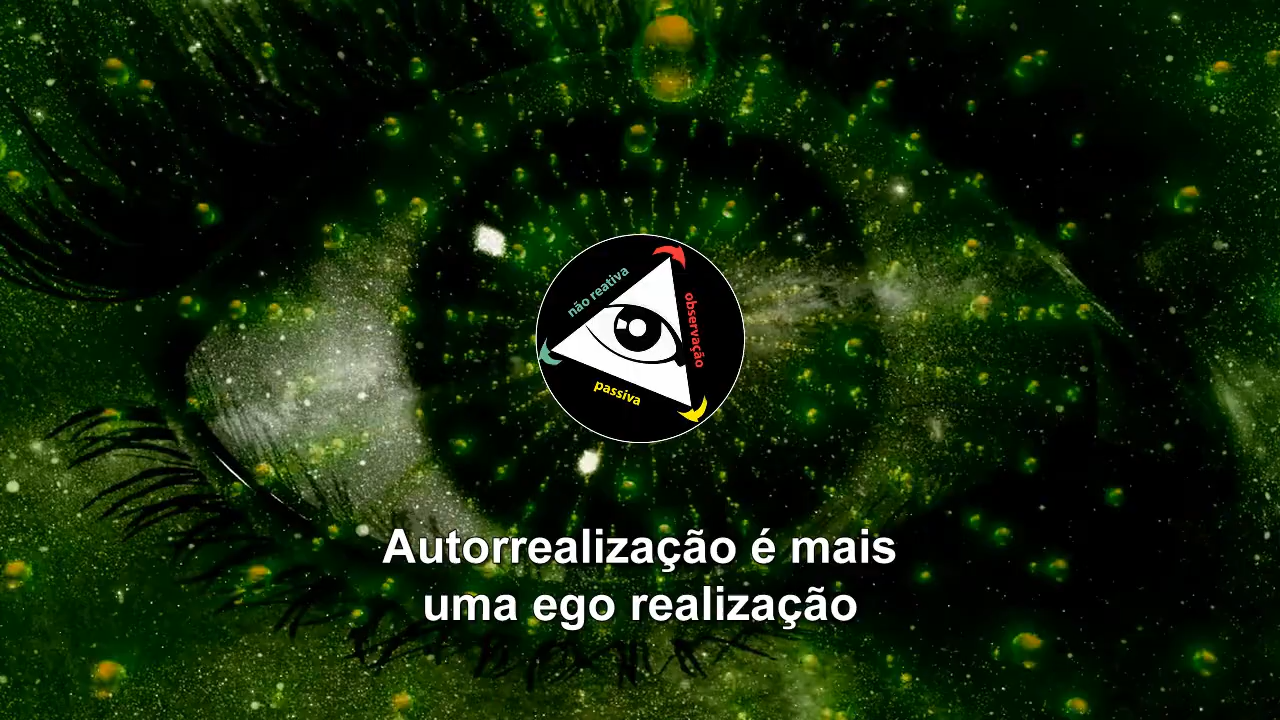 não reativa
observação
passiva
Autorrealização é mais
uma ego realização